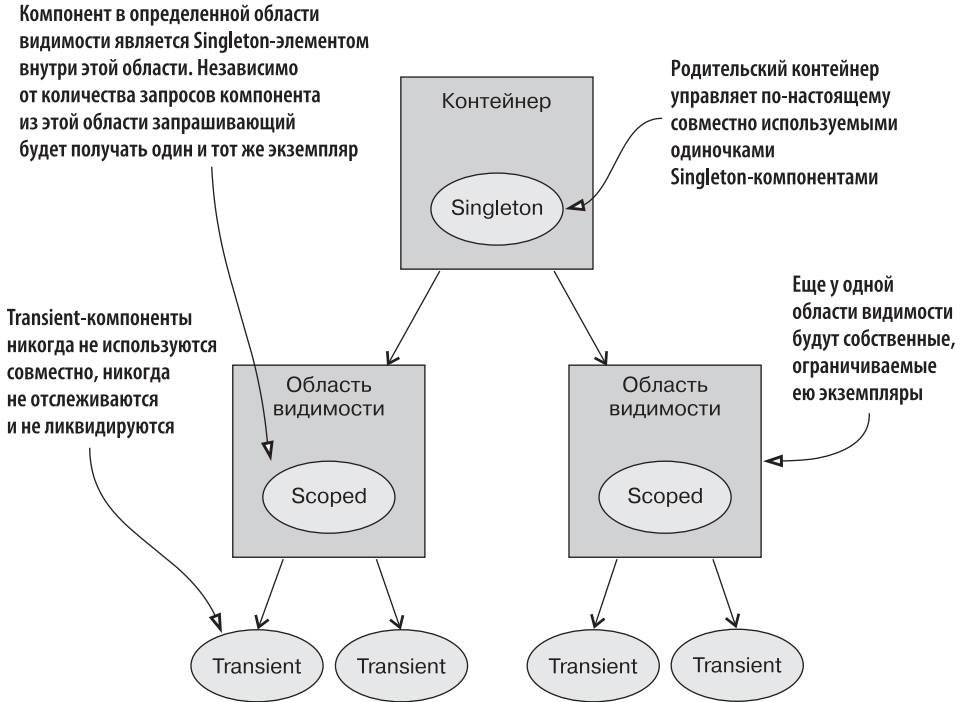 Компонент в определенной области
видимости является Singleton-элементом
внутри этой области. Независимо
от количества запросов компонента
из этой области запрашивающий
будет получать один и тот же экземпляр
Контейнер
Singleton
Родительский контейнер
управляет по-настоящему
совместно используемыми
одиночками
Singleton-компонентами
Transient-компоненты
никогда не используются
совместно, никогда
не отслеживаются
и не ликвидируются
Область
видимости
Scoped
Область
видимости
Scoped
Еще у одной
области видимости
будут собственные,
ограничиваемые
ею экземпляры
Transient
Transient
Transient
Transient